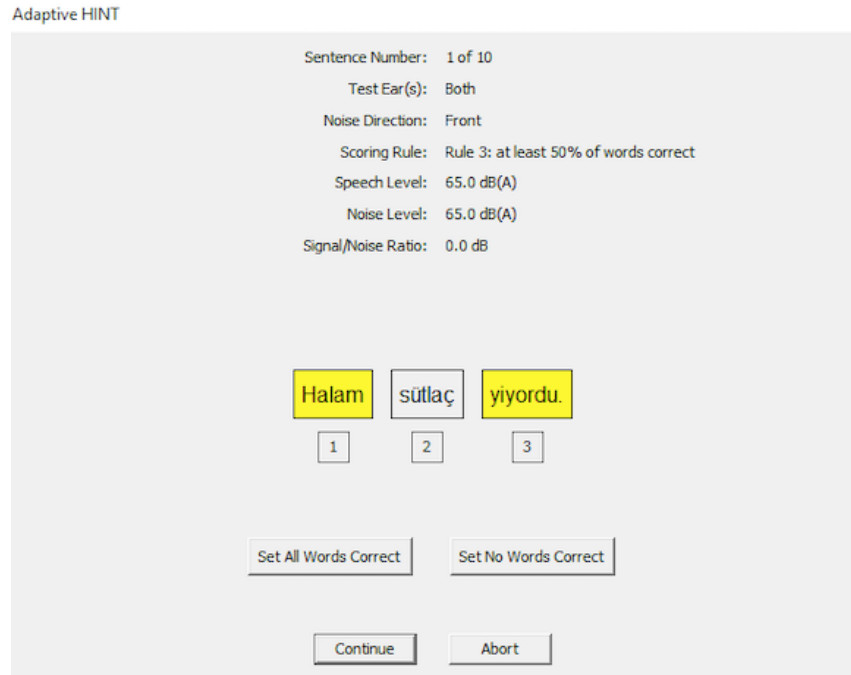 Adaptive HINT
Sentence Number: 1 of 10
Test Ear(s): Both
Noise Direction: Front
Scoring Rule: Rule 3: at least 50% of words correct
Speech Level: 65.0 dB(A)
Noise Level: 65.0 dB(A)
Signal/Noise Ratio: 0.0 dB
Halam sütlaç yiyordu.
1 2 3
Set All Words Correct Set No Words Correct
Continue Abort